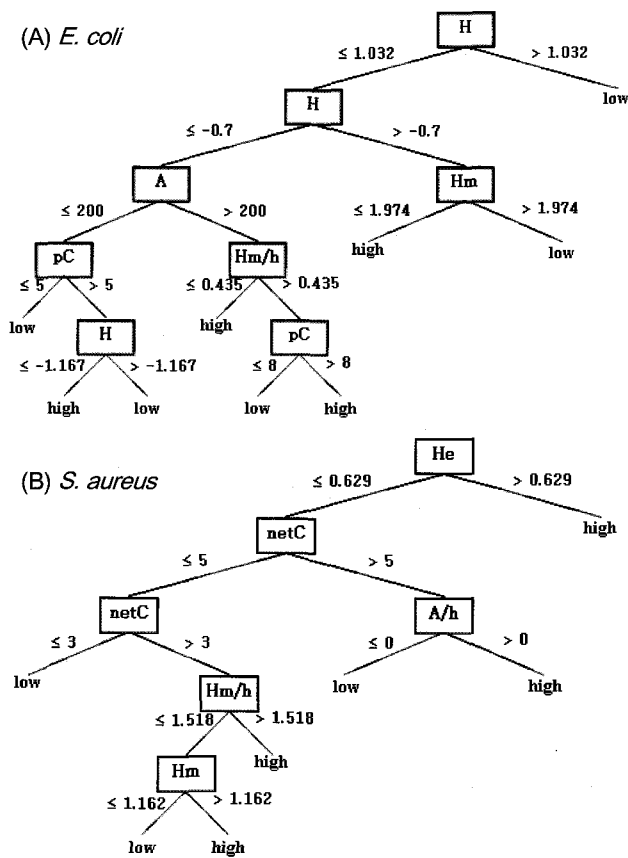 (A) E. coli
H
≤ 1.032 > 1.032
H low
≤ -0.7 > -0.7
A Hm
≤ 200 > 200 ≤ 1.974 > 1.974
pC Hm/h high low
≤ 5 > 5 ≤ 0.435 > 0.435
low H high pC
≤ -1.167 > -1.167 ≤ 8 > 8
high low low high
(B) S. aureus
He
≤ 0.629 > 0.629
netC high
≤ 5 > 5
netC A/h
≤ 3 > 3 ≤ 0 > 0
low Hm/h low high
≤ 1.518 > 1.518
Hm high
≤ 1.162 > 1.162
low high